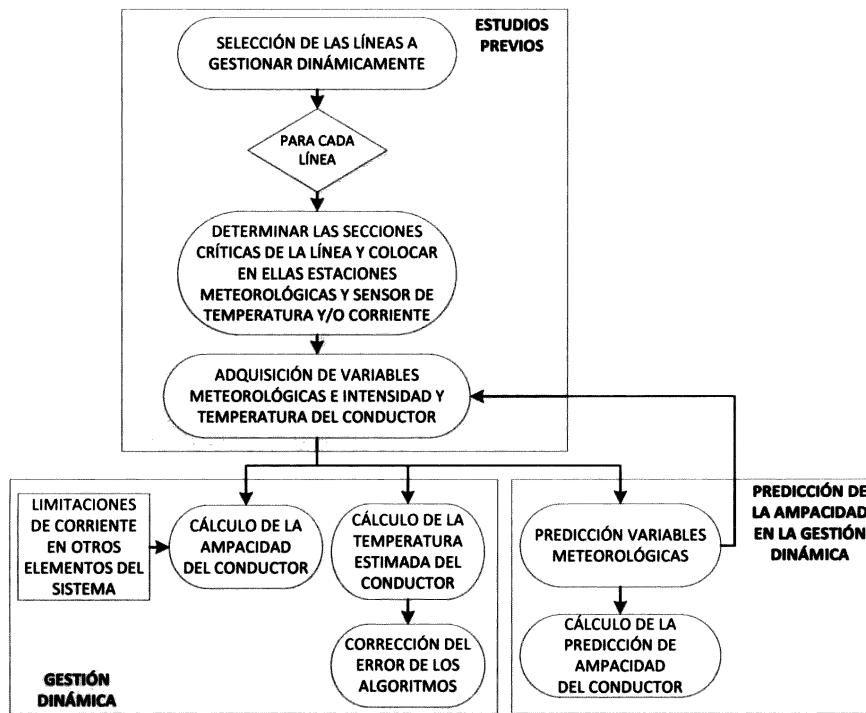 ESTUDIOS
PREVIOS
SELECCIÓN DE LAS LÍNEAS A
GESTIONAR DINÁMICAMENTE
PARA CADA
LÍNEA
DETERMINAR LAS SECCIONES
CRÍTICAS DE LA LÍNEA Y COLOCAR
EN ELLAS ESTACIONES
METEOROLÓGICAS Y SENSOR DE
TEMPERATURA Y/O CORRIENTE
ADQUISICIÓN DE VARIABLES
METEOROLÓGICAS E INTENSIDAD Y
TEMPERATURA DEL CONDUCTOR
LIMITACIONES
DE CORRIENTE
EN OTROS
ELEMENTOS DEL
SISTEMA
CÁLCULO DE LA
AMPACIDAD
DEL CONDUCTOR
CÁLCULO DE LA
TEMPERATURA
ESTIMADA DEL
CONDUCTOR
CORRECCIÓN DEL
ERROR DE LOS
ALGORITMOS
GESTIÓN
DINÁMICA
PREDICCIÓN VARIABLES
METEOROLÓGICAS
CÁLCULO DE LA
PREDICCIÓN DE
AMPACIDAD
DEL CONDUCTOR
PREDICCIÓN DE
LA AMPACIDAD
EN LA GESTIÓN
DINÁMICA